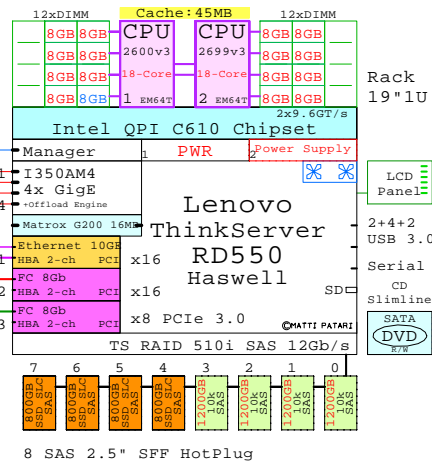 12xDIMM Cache:45MB 12xDIMM
8GB 8GB CPU CPU 8GB 8GB
8GB 8GB 2600v3 2699v3 8GB 8GB
8GB 8GB 18-Core 18-Core 8GB 8GB
8GB 8GB 1 EM64T 2 EM64T 8GB 8GB
Rack
19"1U
2x9.6GT/s
Intel QPI C610 Chipset
Manager 1 PWR 2 Power Supply
I350AM4
4x GigE
+Offload Engine
LCD
Panel
Matrox G200 16MB
Lenovo
ThinkServer
RD550
Haswell
2+4+2
USB 3.0
Serial
Ethernet 10GB
HBA 2-ch PCI x16
FC 8Gb
HBA 2-ch PCI x16
SD
CD
Slimline
FC 8Gb
HBA 2-ch PCI x8 PCIe 3.0
©MATTI PATARI
SATA
DVD
R/W
TS RAID 510i SAS 12Gb/s
7 6 5 4 3 2 1 0
800GB SSD SLC SAS
800GB SSD SLC SAS
800GB SSD SLC SAS
800GB SSD SLC SAS
1200GB 10k SAS
1200GB 10k SAS
1200GB 10k SAS
1200GB 10k SAS
8 SAS 2.5" SFF HotPlug